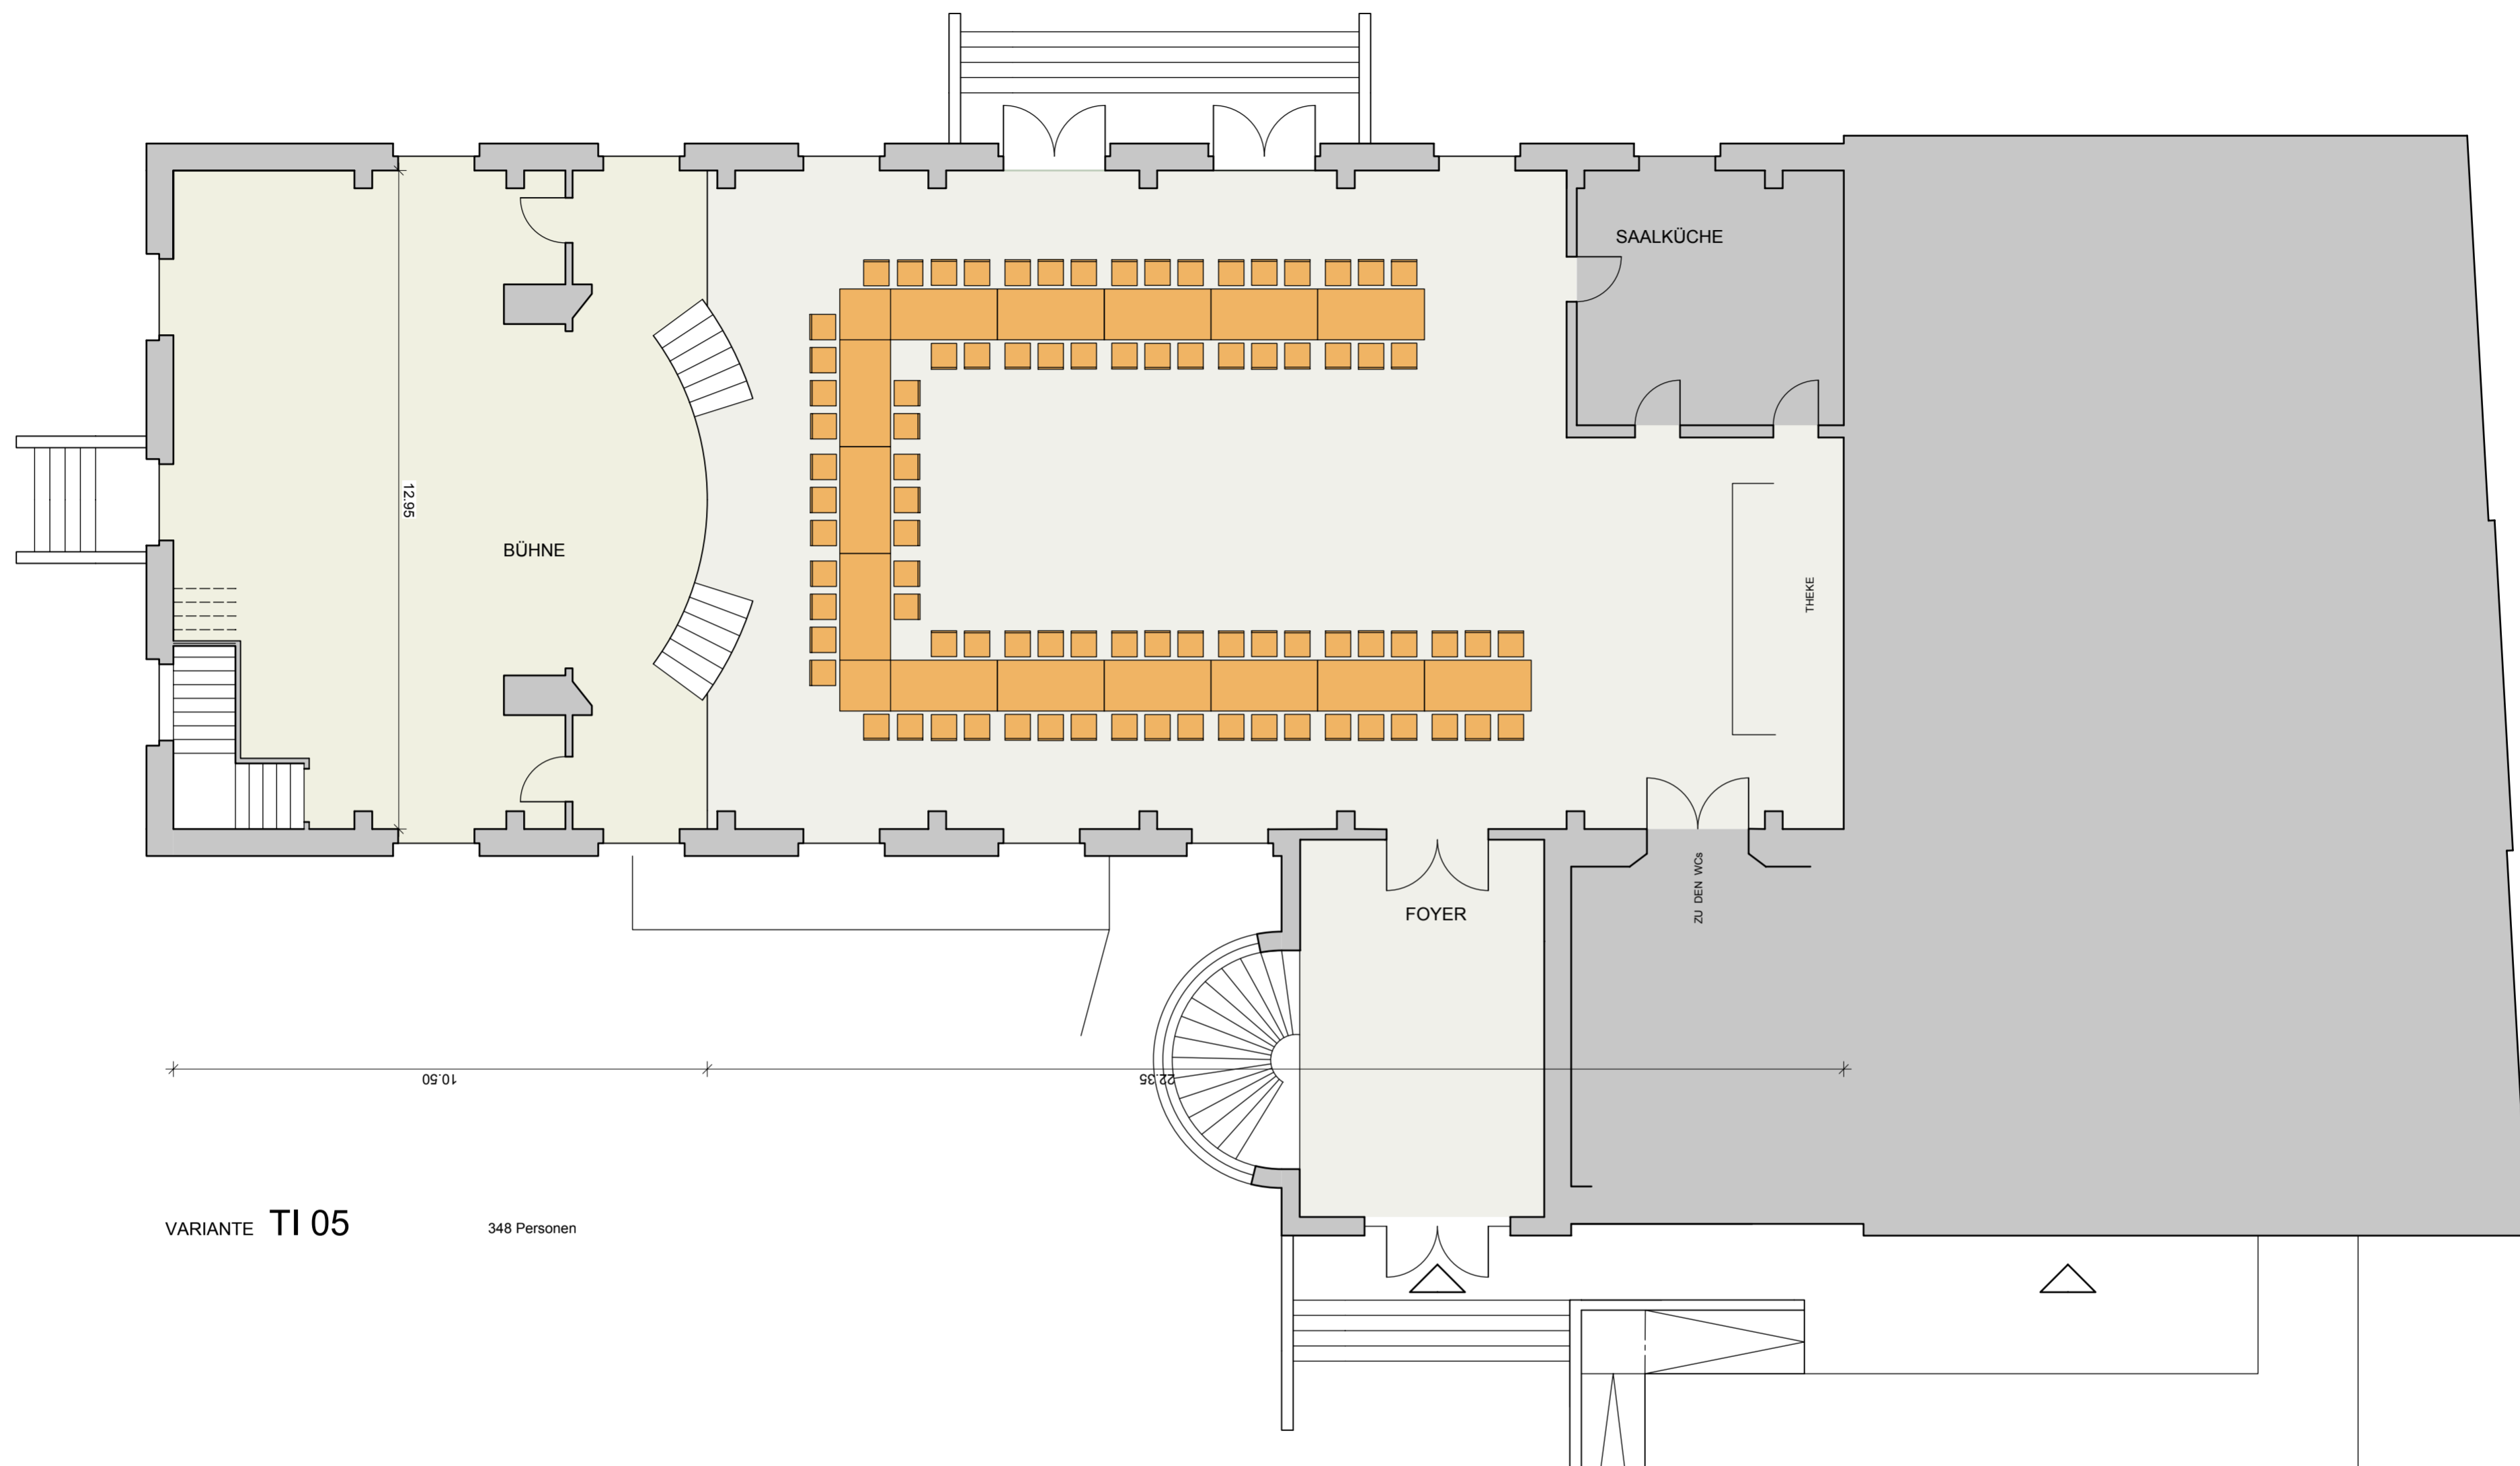 SAALKÜCHE
12.95
BÜHNE
THEKE
ZU DEN WCs
FOYER
10.50
22.35
VARIANTE TI 05
348 Personen